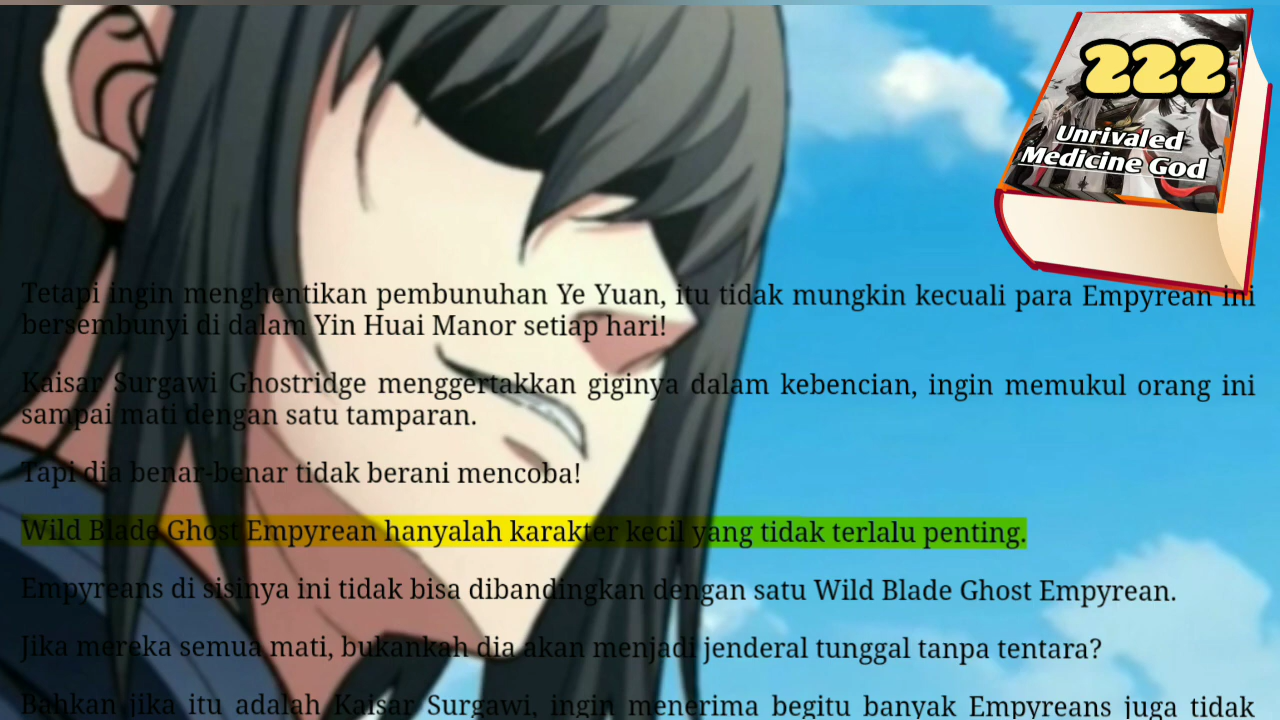 222
Unrivaled
Medicine God
Tetapi ingin menghentikan pembunuhan Ye Yuan, itu tidak mungkin kecuali para Empyrean ini
bersembunyi di dalam Yin Huai Manor setiap hari!
Kaisar Surgawi Ghostridge menggertakkan giginya dalam kebencian, ingin memukul orang ini
sampai mati dengan satu tamparan.
Tapi dia benar-benar tidak berani mencoba!
Wild Blade Ghost Empyrean hanyalah karakter kecil yang tidak terlalu penting.
Empyreans di sisinya ini tidak bisa dibandingkan dengan satu Wild Blade Ghost Empyrean.
Jika mereka semua mati, bukankah dia akan menjadi jenderal tunggal tanpa tentara?
Bahkan jika itu adalah Kaisar Surgawi, ingin menerima begitu banyak Empyreans juga tidak